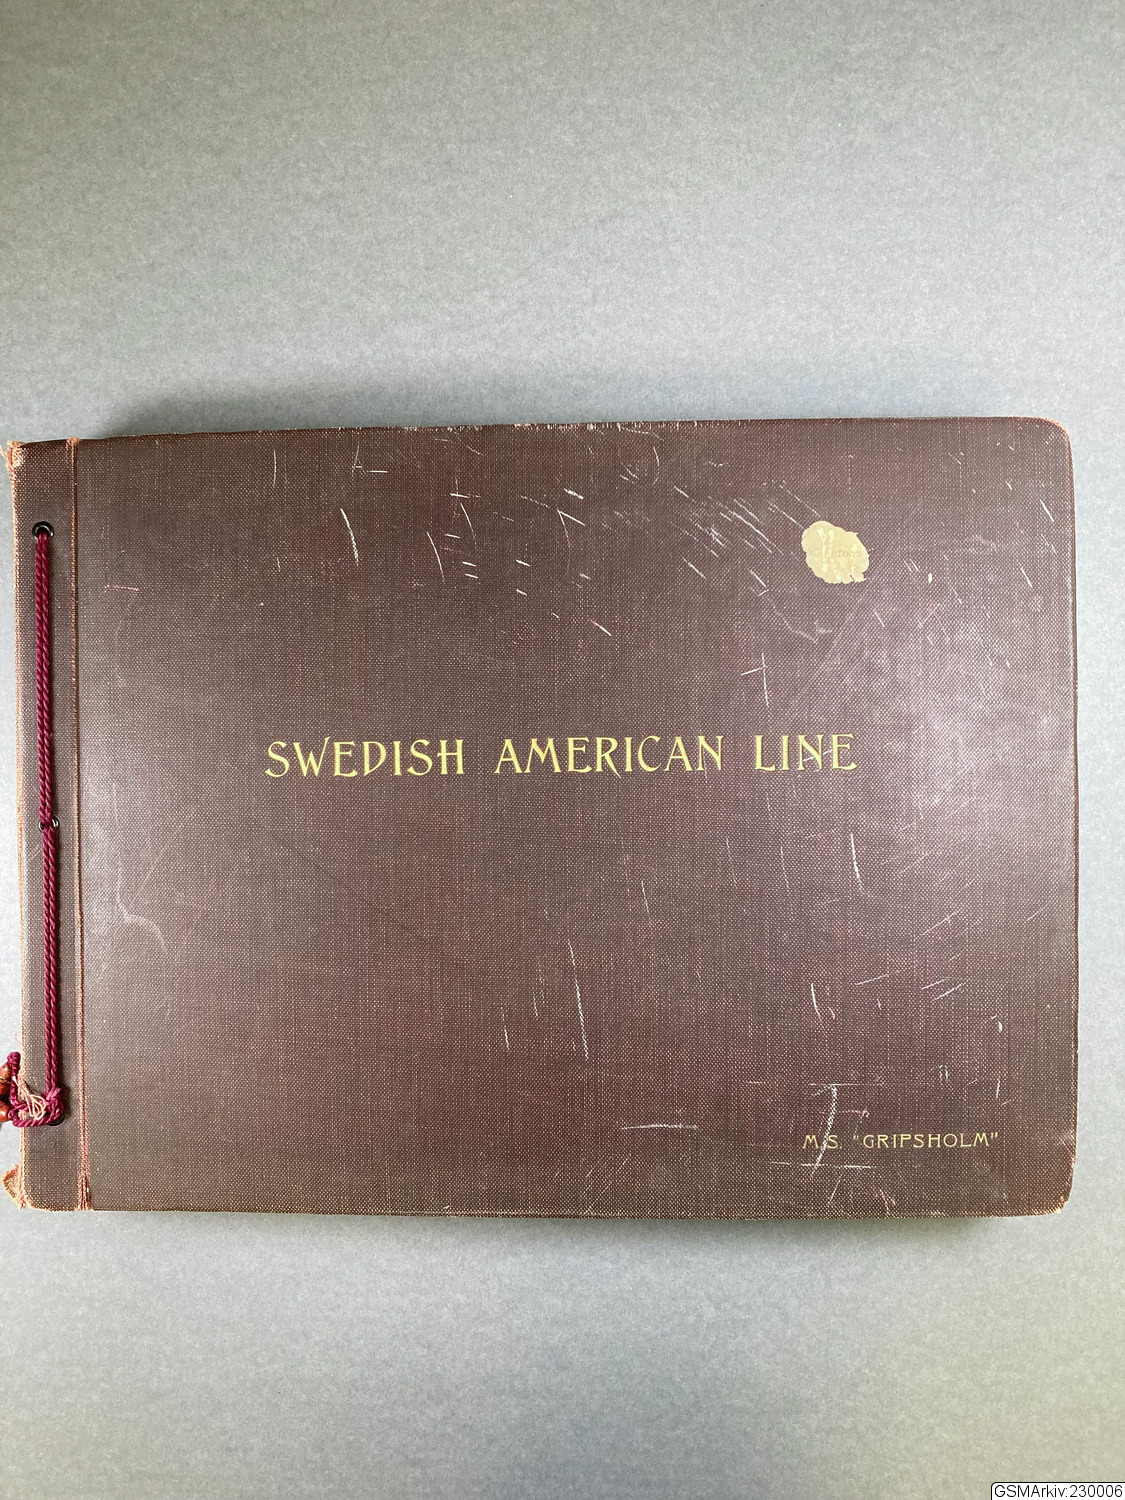 SWEDISH AMERICAN LINE
M.S. "GRIPSHOLM"
GSMArkiv:230006